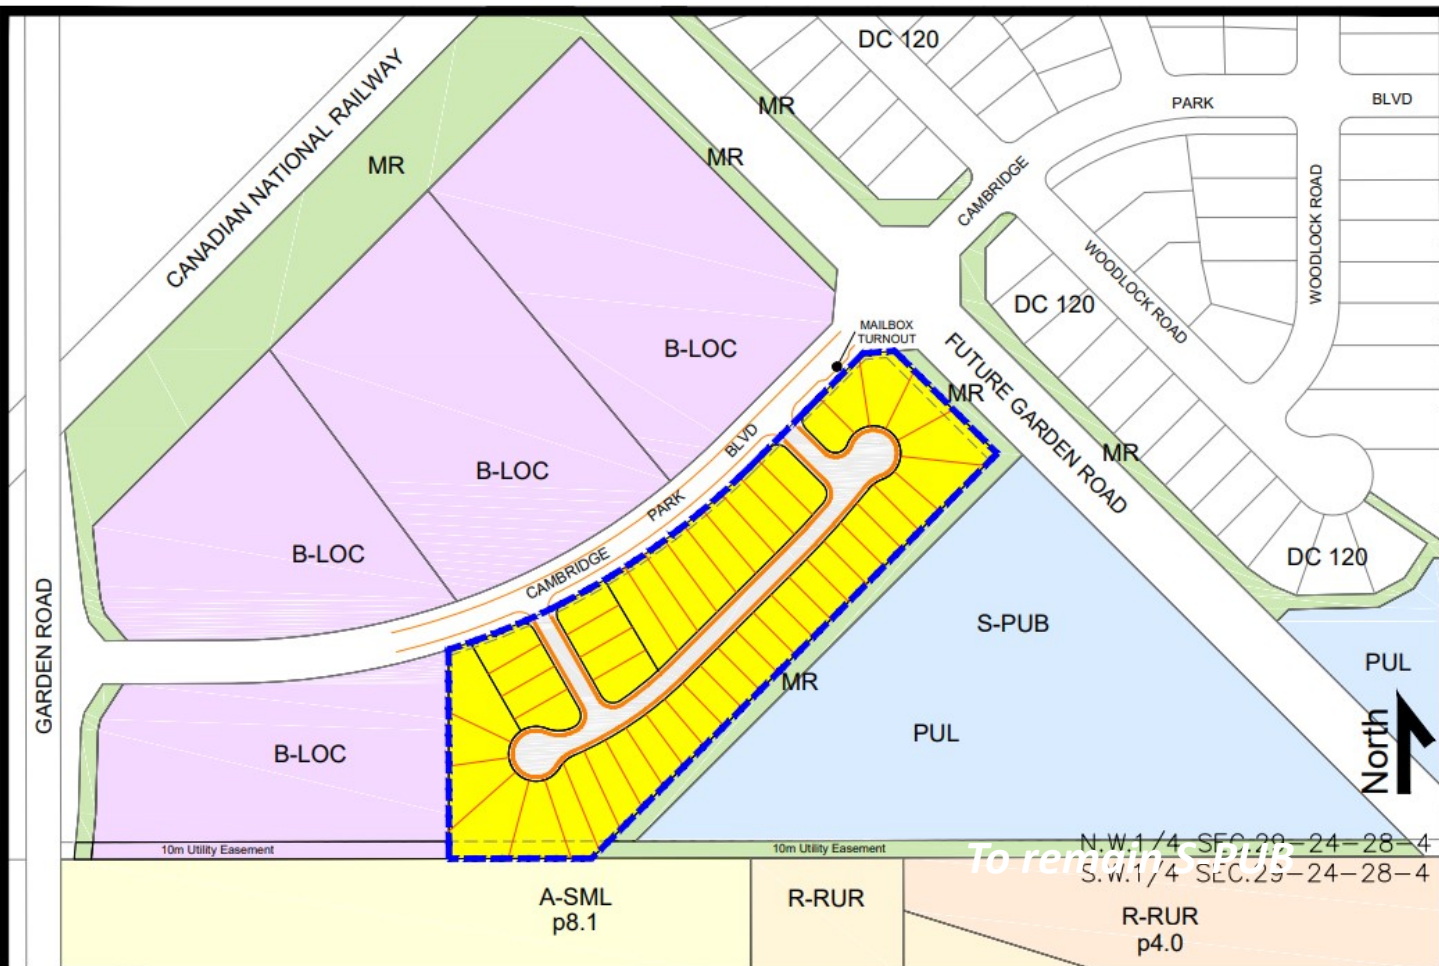 DC 120
MR
PARK
BLVD
CANADIAN NATIONAL RAILWAY
MR
MR
CAMBRIDGE
WOODLOCK ROAD
WOODLOCK ROAD
DC 120
MAILBOX
TURNOUT
B-LOC
FUTURE GARDEN ROAD
MR
BLVD
MR
B-LOC
PARK
B-LOC
CAMBRIDGE
DC 120
GARDEN ROAD
S-PUB
PUL
MR
PUL
B-LOC
North
10m Utility Easement
10m Utility Easement
N.W.1/4 SEC.29-24-28-4
To remain S-PUB
S.W.1/4 SEC.29-24-28-4
A-SML
p8.1
R-RUR
R-RUR
p4.0